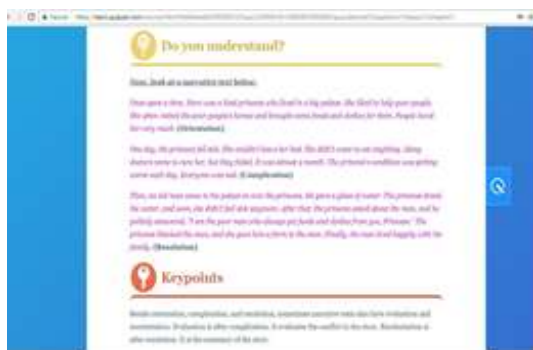 Do you understand?
Now, look at a narrative text below.
Once upon a time, there was a kind princess who lived in a big palace. She liked to help poor people.
She often visited the poor people's houses and brought some foods and clothes for them. People loved
her very much. (Orientation)
One day, the princess fell sick. She couldn't leave her bed. She didn't want to eat anything. Many
doctors came to cure her, but they failed. It was already a month. The princess's condition was getting
worse each day. Everyone was sad. (Complication)
Then, an old man came to the palace to cure the princess. He gave a glass of water. The princess drank
the water, and soon, she didn't feel sick anymore. After that, the princess asked about the man, and he
politely answered, "I am the poor man who always got foods and clothes from you, Princess." The
princess thanked the man, and she gave him a farm to the man. Finally, the man lived happily with his
family. (Resolution)
Keypoints
Beside orientation, complication, and resolution, sometimes narrative texts also have evaluation and
reorientation. Evaluation is after complication. It evaluates the conflict in the story. Reorientation is
after resolution. It is the summary of the story.